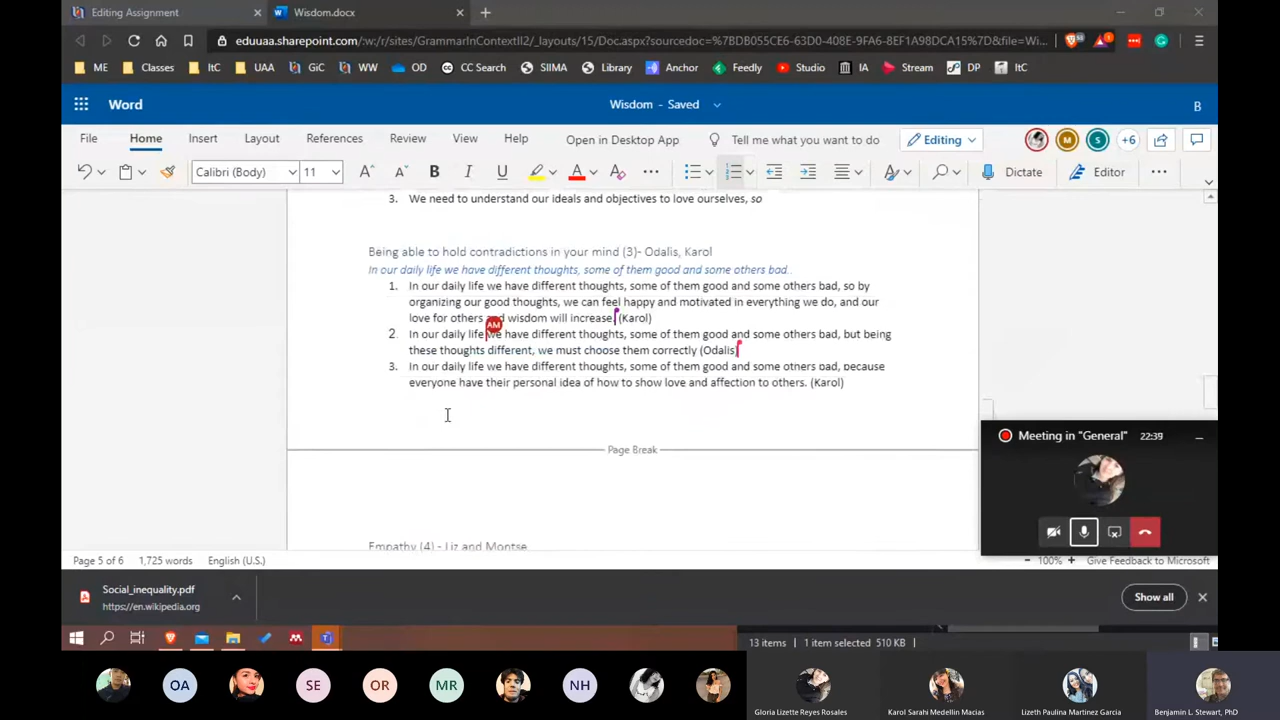 Editing Assignment
Wisdom.docx
eduuaa.sharepoint.com/:w:/r/sites/GrammarInContextII2/_layouts/15/Doc.aspx?sourcedoc=%7BDB055CE6-63D0-408E-9FA6-8EF1A98DCA15%7D&file=Wi...
ME Classes ItC UAA GiC WW OD CC Search SIIMA Library Anchor Feedly Studio IA Stream DP ItC
Word
Wisdom - Saved
B
File Home Insert Layout References Review View Help Open in Desktop App Tell me what you want to do Editing M S +6
Calibri (Body) 11 A A B I U A Dictate Editor
3. We need to understand our ideals and objectives to love ourselves, so
Being able to hold contradictions in your mind (3)- Odalis, Karol
In our daily life we have different thoughts, some of them good and some others bad..
1. In our daily life we have different thoughts, some of them good and some others bad, so by
organizing our good thoughts, we can feel happy and motivated in everything we do, and our
love for others and wisdom will increase. (Karol)
AM
2. In our daily life we have different thoughts, some of them good and some others bad, but being
these thoughts different, we must choose them correctly (Odalis)
3. In our daily life we have different thoughts, some of them good and some others bad, because
everyone have their personal idea of how to show love and affection to others. (Karol)
Page Break
Empathy (4) - Liz and Montse
Meeting in "General" 22:39
Page 5 of 6 1,725 words English (U.S.)
100% Give Feedback to Microsoft
Social_inequality.pdf
https://en.wikipedia.org
Show all
13 items 1 item selected 510 KB
OA SE OR MR NH
Gloria Lizette Reyes Rosales Karol Sarahi Medellin Macias Lizeth Paulina Martinez Garcia Benjamin L. Stewart, PhD